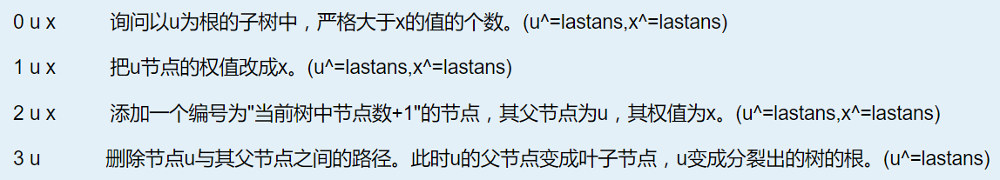 0 u x 询问以u为根的子树中，严格大于x的值的个数。(u^=lastans,x^=lastans)
1 u x 把u节点的权值改成x。(u^=lastans,x^=lastans)
2 u x 添加一个编号为"当前树中节点数+1"的节点，其父节点为u，其权值为x。(u^=lastans,x^=lastans)
3 u 删除节点u与其父节点之间的路径。此时u的父节点变成叶子节点，u变成分裂出的树的根。(u^=lastans)